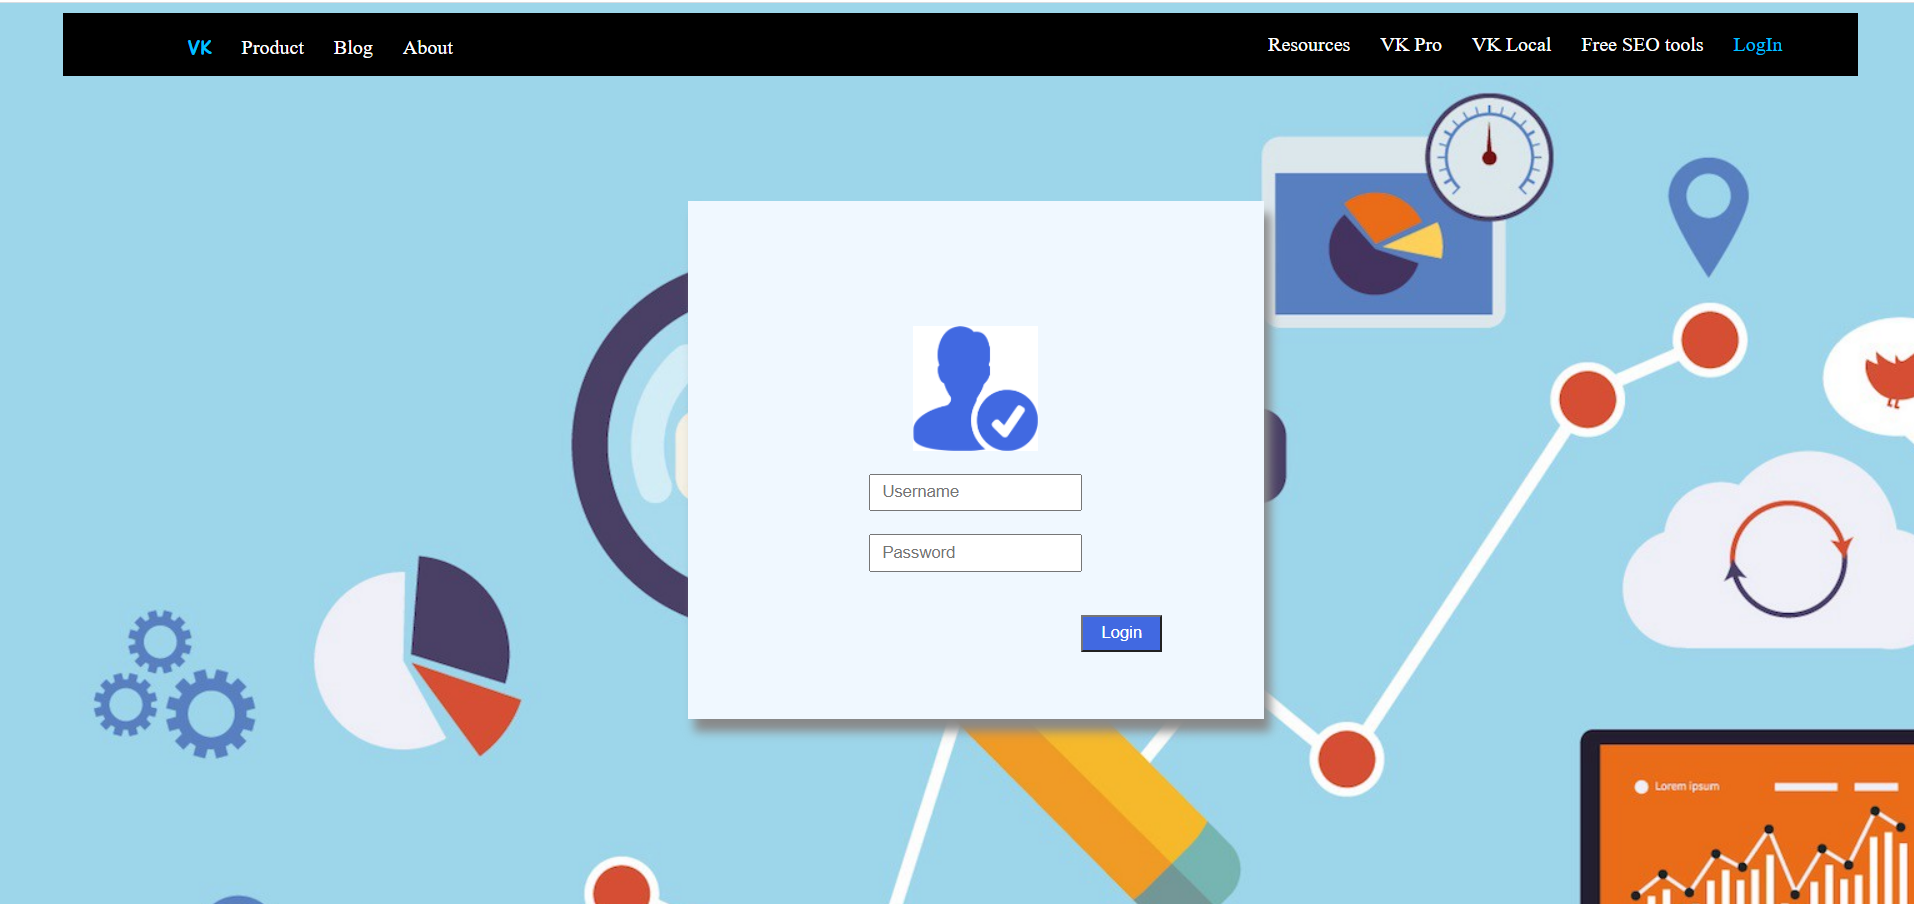 VK Product Blog About Resources VK Pro VK Local Free SEO tools LogIn
Username
Password
Login
Lorem ipsum